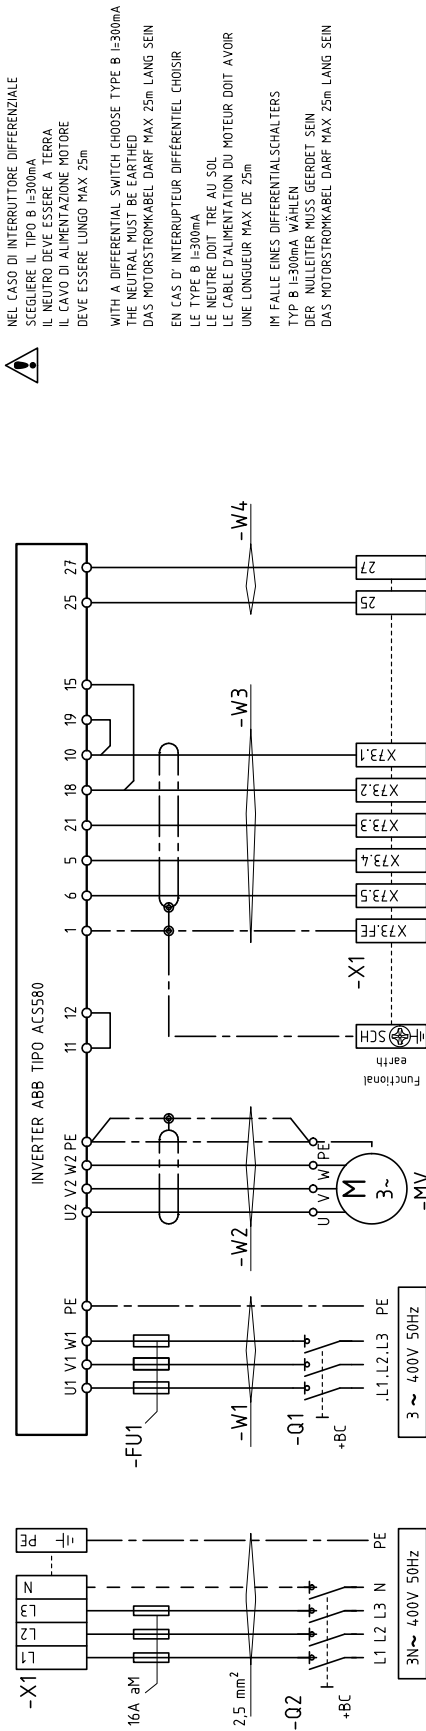 NEL CASO DI INTERRUTTORE DIFFERENZIALE
SCEGLIERE IL TIPO B I=300mA
IL NEUTRO DEVE ESSERE A TERRA
IL CAVO DI ALIMENTAZIONE MOTORE
DEVE ESSERE LUNGO MAX 25m
WITH A DIFFERENTIAL SWITCH CHOOSE TYPE B I=300mA
THE NEUTRAL MUST BE EARTHED
DAS MOTORSTROMKABEL DARF MAX 25m LANG SEIN
EN CAS D' INTERRUPTEUR DIFFÉRENTIEL CHOISIR
LE TYPE B I=300mA
LE NEUTRE DOIT TRE AU SOL
LE CABLE D'ALIMENTATION DU MOTEUR DOIT AVOIR
UNE LONGUEUR MAX DE 25m
IM FALLE EINES DIFFERENTIALSCHALTERS
TYP B I=300mA WÄHLEN
DER NULLEITER MUSS GEERDET SEIN
DAS MOTORSTROMKABEL DARF MAX 25m LANG SEIN
INVERTER ABB TIPO ACS580
U1 V1 W1 PE U2 V2 W2 PE 11 12 1 6 5 21 18 10 19 15 25 27
-X1
L1 L2 L3 N PE
16A aM
-FU1
2,5 mm²
-W1 -W2 -W3 -W4
-Q2
+BC
L1 L2 L3 N PE
3N~ 400V 50Hz
-Q1
+BC
.L1.L2.L3 PE
3 ~ 400V 50Hz
U V W PE
M
3~
-MV
Functional
earth
SCH
-X1
X73.FE X73.5 X73.4 X73.3 X73.2 X73.1 25 27